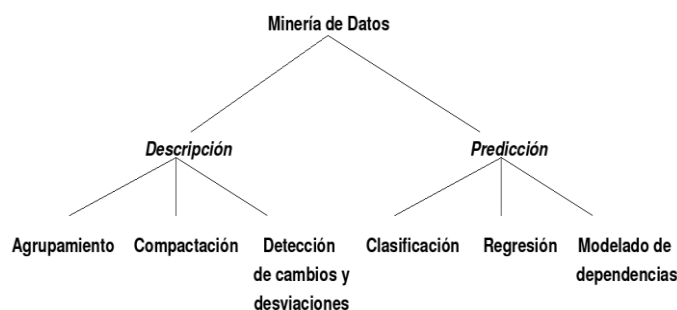 Minería de Datos
Descripción
Predicción
Agrupamiento
Compactación
Detección
de cambios y
desviaciones
Clasificación
Regresión
Modelado de
dependencias